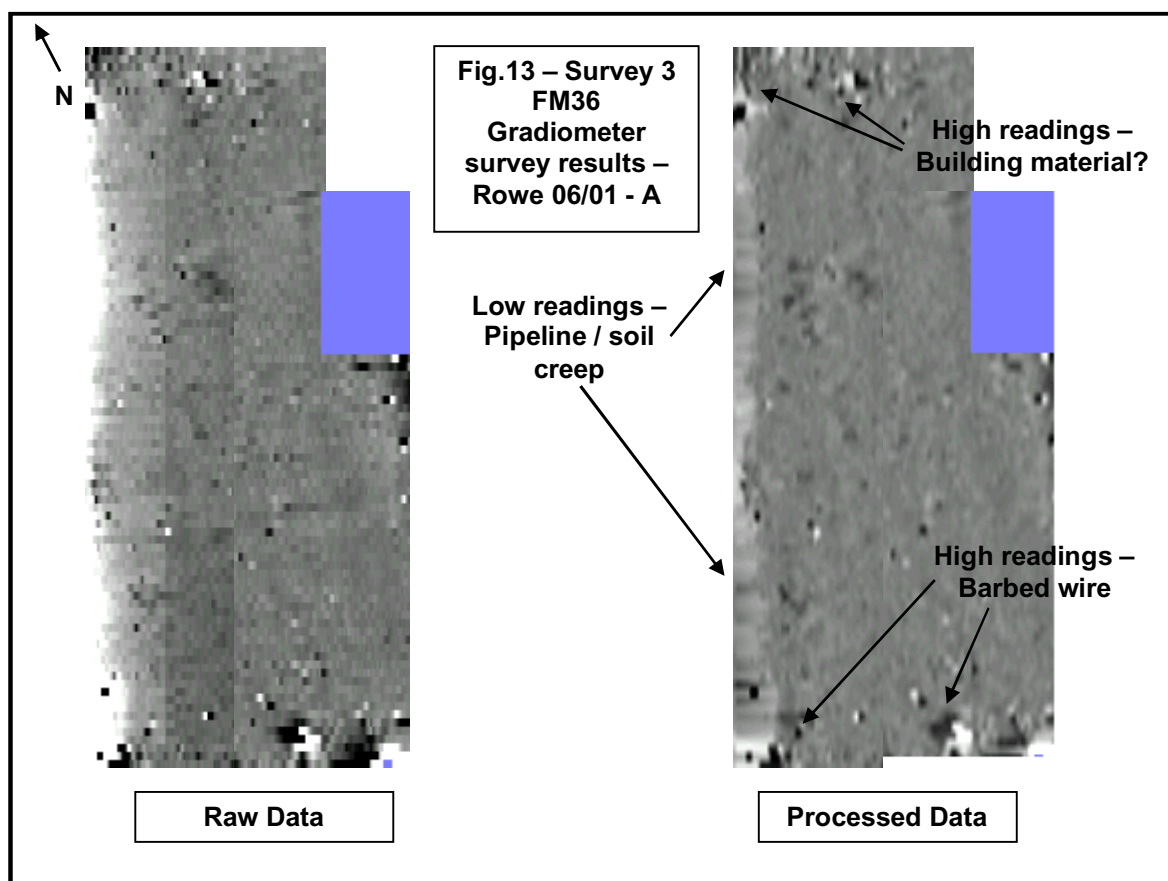 N
Fig.13 – Survey 3
FM36
Gradiometer
survey results –
Rowe 06/01 - A
High readings –
Building material?
Low readings –
Pipeline / soil
creep
High readings –
Barbed wire
Raw Data
Processed Data